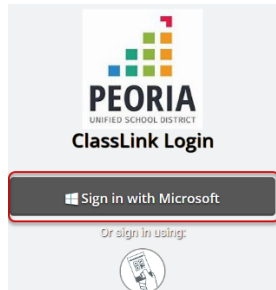 PEORIA
UNIFIED SCHOOL DISTRICT
ClassLink Login
Sign in with Microsoft
Or sign in using: